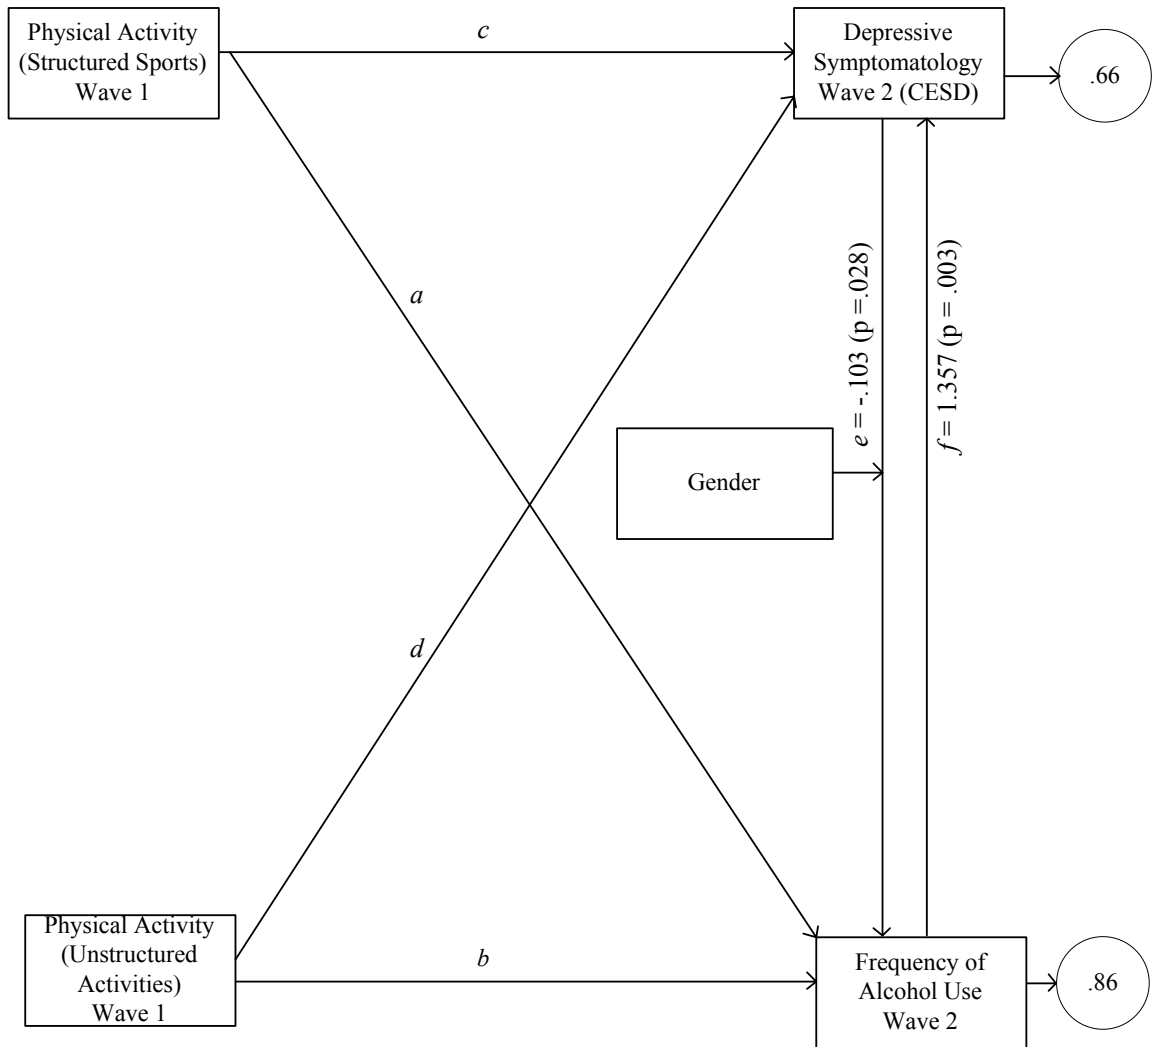 Physical Activity
(Structured Sports)
Wave 1
c
Depressive
Symptomatology
Wave 2 (CESD)
.66
a
e = -.103 (p =.028)
f = 1.357 (p = .003)
Gender
d
Physical Activity
(Unstructured
Activities)
Wave 1
b
Frequency of
Alcohol Use
Wave 2
.86